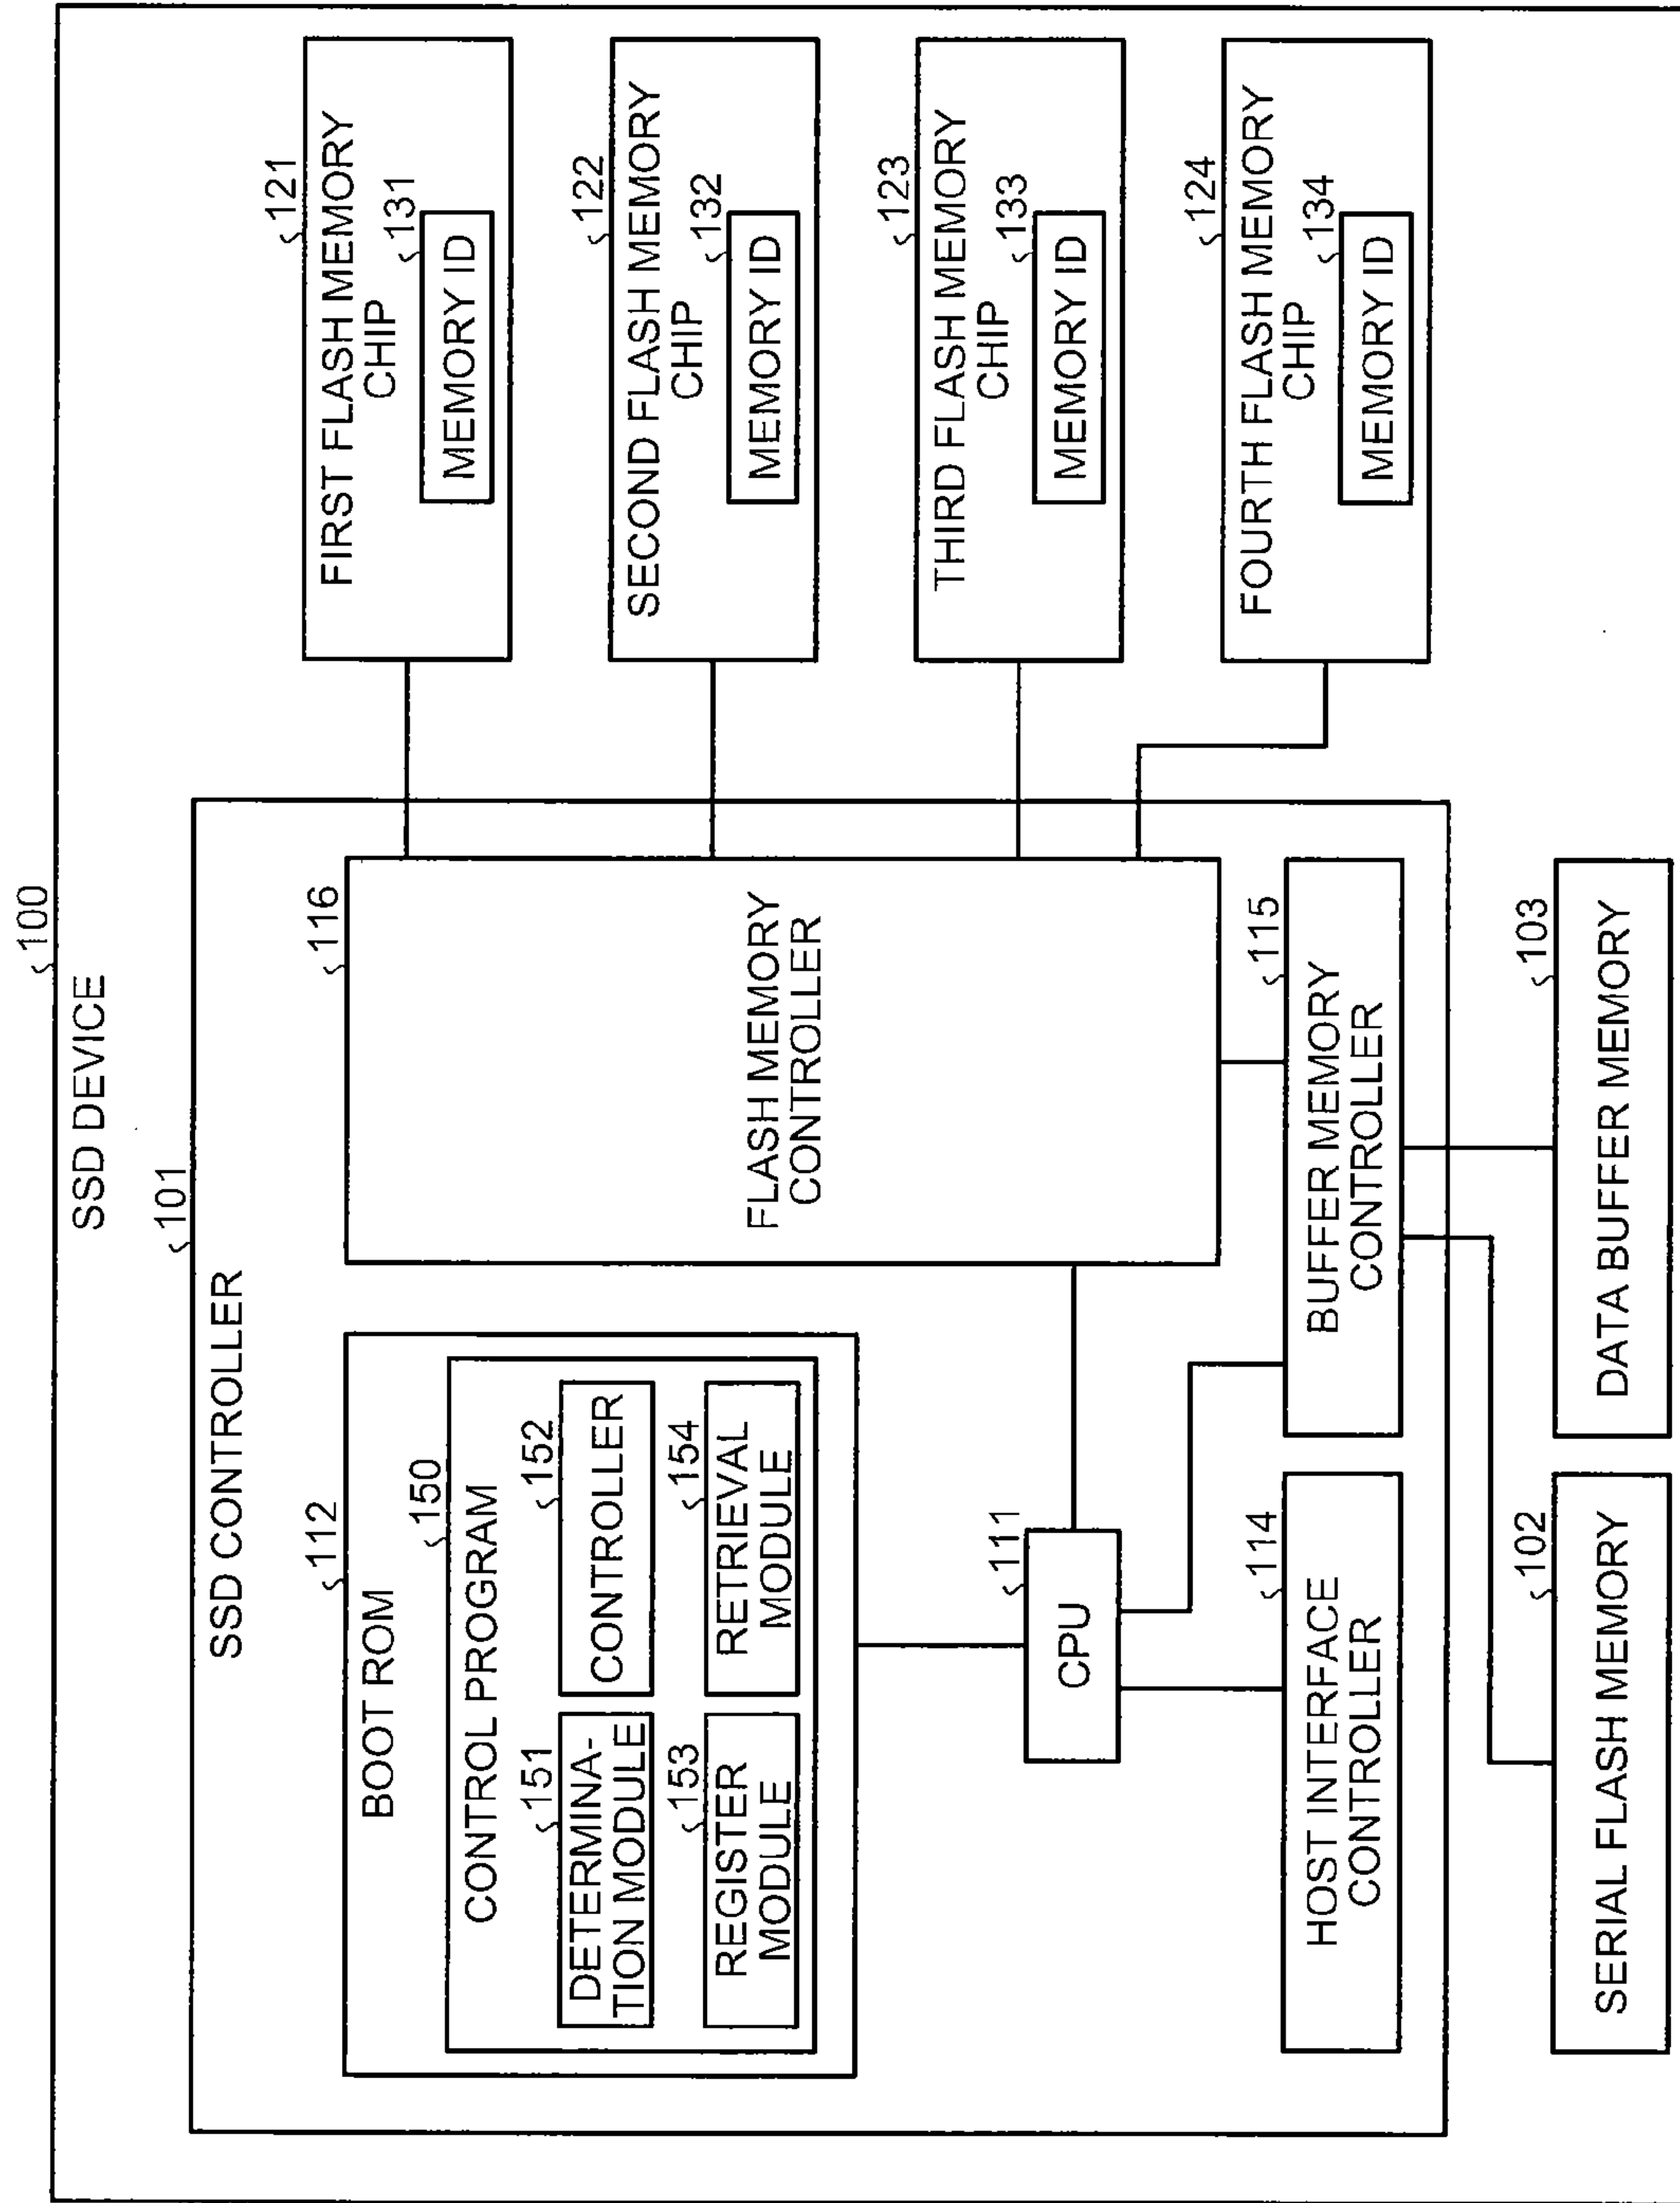 100
SSD DEVICE
101
SSD CONTROLLER
112
BOOT ROM
150
CONTROL PROGRAM
151
DETERMINA-
TION MODULE
152
CONTROLLER
153
REGISTER
MODULE
154
RETRIEVAL
MODULE
116
FLASH MEMORY
CONTROLLER
111
CPU
114
HOST INTERFACE
CONTROLLER
115
BUFFER MEMORY
CONTROLLER
102
SERIAL FLASH MEMORY
103
DATA BUFFER MEMORY
121
FIRST FLASH MEMORY
CHIP
131
MEMORY ID
122
SECOND FLASH MEMORY
CHIP
132
MEMORY ID
123
THIRD FLASH MEMORY
CHIP
133
MEMORY ID
124
FOURTH FLASH MEMORY
CHIP
134
MEMORY ID